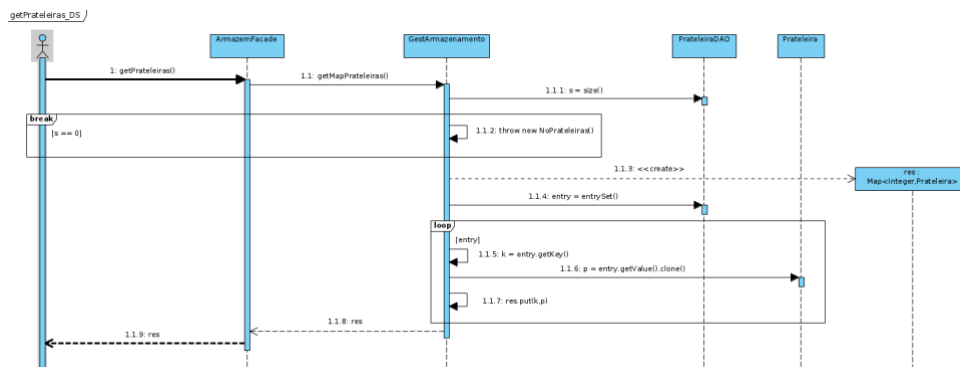 getPrateleiras_DS
ArmazemFacade
GestArmazenamento
PrateleiraDAO
Prateleira
1: getPrateleiras()
1.1: getMapPrateleiras()
1.1.1: s = size()
break
[s == 0]
1.1.2: throw new NoPrateleiras()
1.1.3: <<create>>
res :
Map<Integer,Prateleira>
1.1.4: entry = entrySet()
loop
[entry]
1.1.5: k = entry.getKey()
1.1.6: p = entry.getValue().clone()
1.1.7: res.put(k,p)
1.1.8: res
1.1.9: res